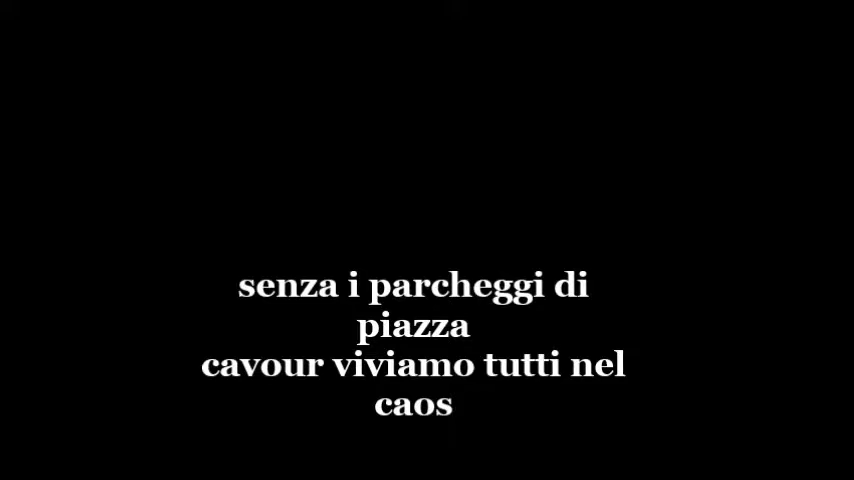 senza i parcheggi di
piazza
cavour viviamo tutti nel
caos